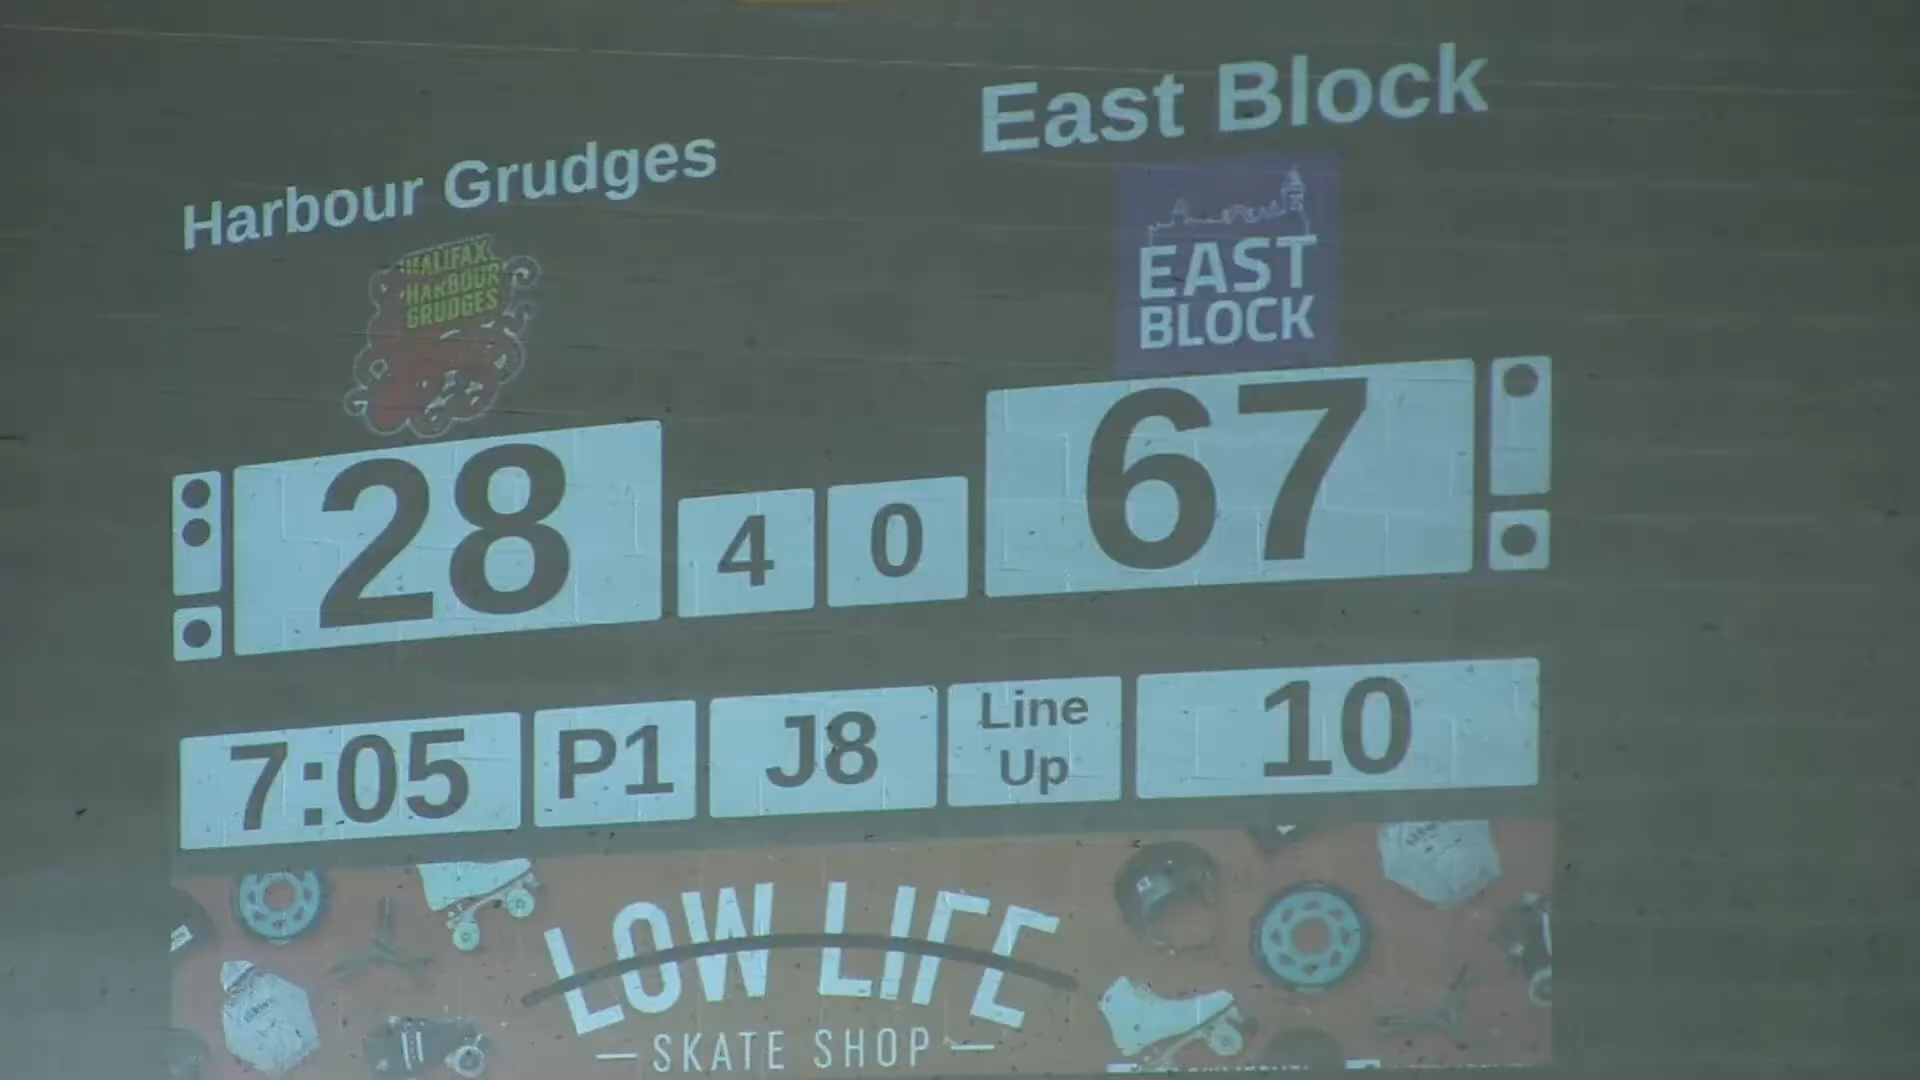 East Block
Harbour Grudges
HALIFAX
HARBOUR
GRUDGES
EAST
BLOCK
28
4
0
67
7:05
P1
J8
Line
Up
10
LOW LIFE
SKATE SHOP